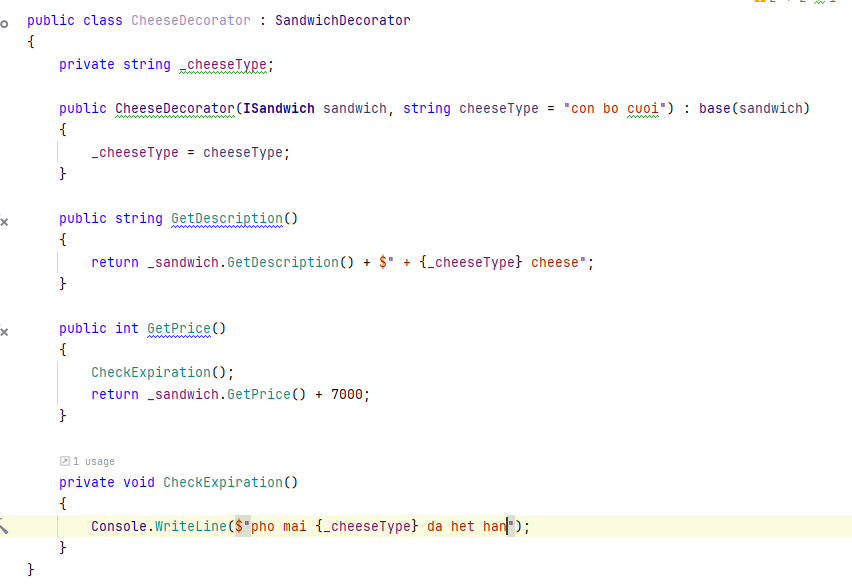 public class CheeseDecorator : SandwichDecorator
{
    private string _cheeseType;

    public CheeseDecorator(ISandwich sandwich, string cheeseType = "con bo cuoi") : base(sandwich)
    {
        _cheeseType = cheeseType;
    }

    public string GetDescription()
    {
        return _sandwich.GetDescription() + $" + {_cheeseType} cheese";
    }

    public int GetPrice()
    {
        CheckExpiration();
        return _sandwich.GetPrice() + 7000;
    }

    1 usage
    private void CheckExpiration()
    {
        Console.WriteLine($"pho mai {_cheeseType} da het han");
    }
}